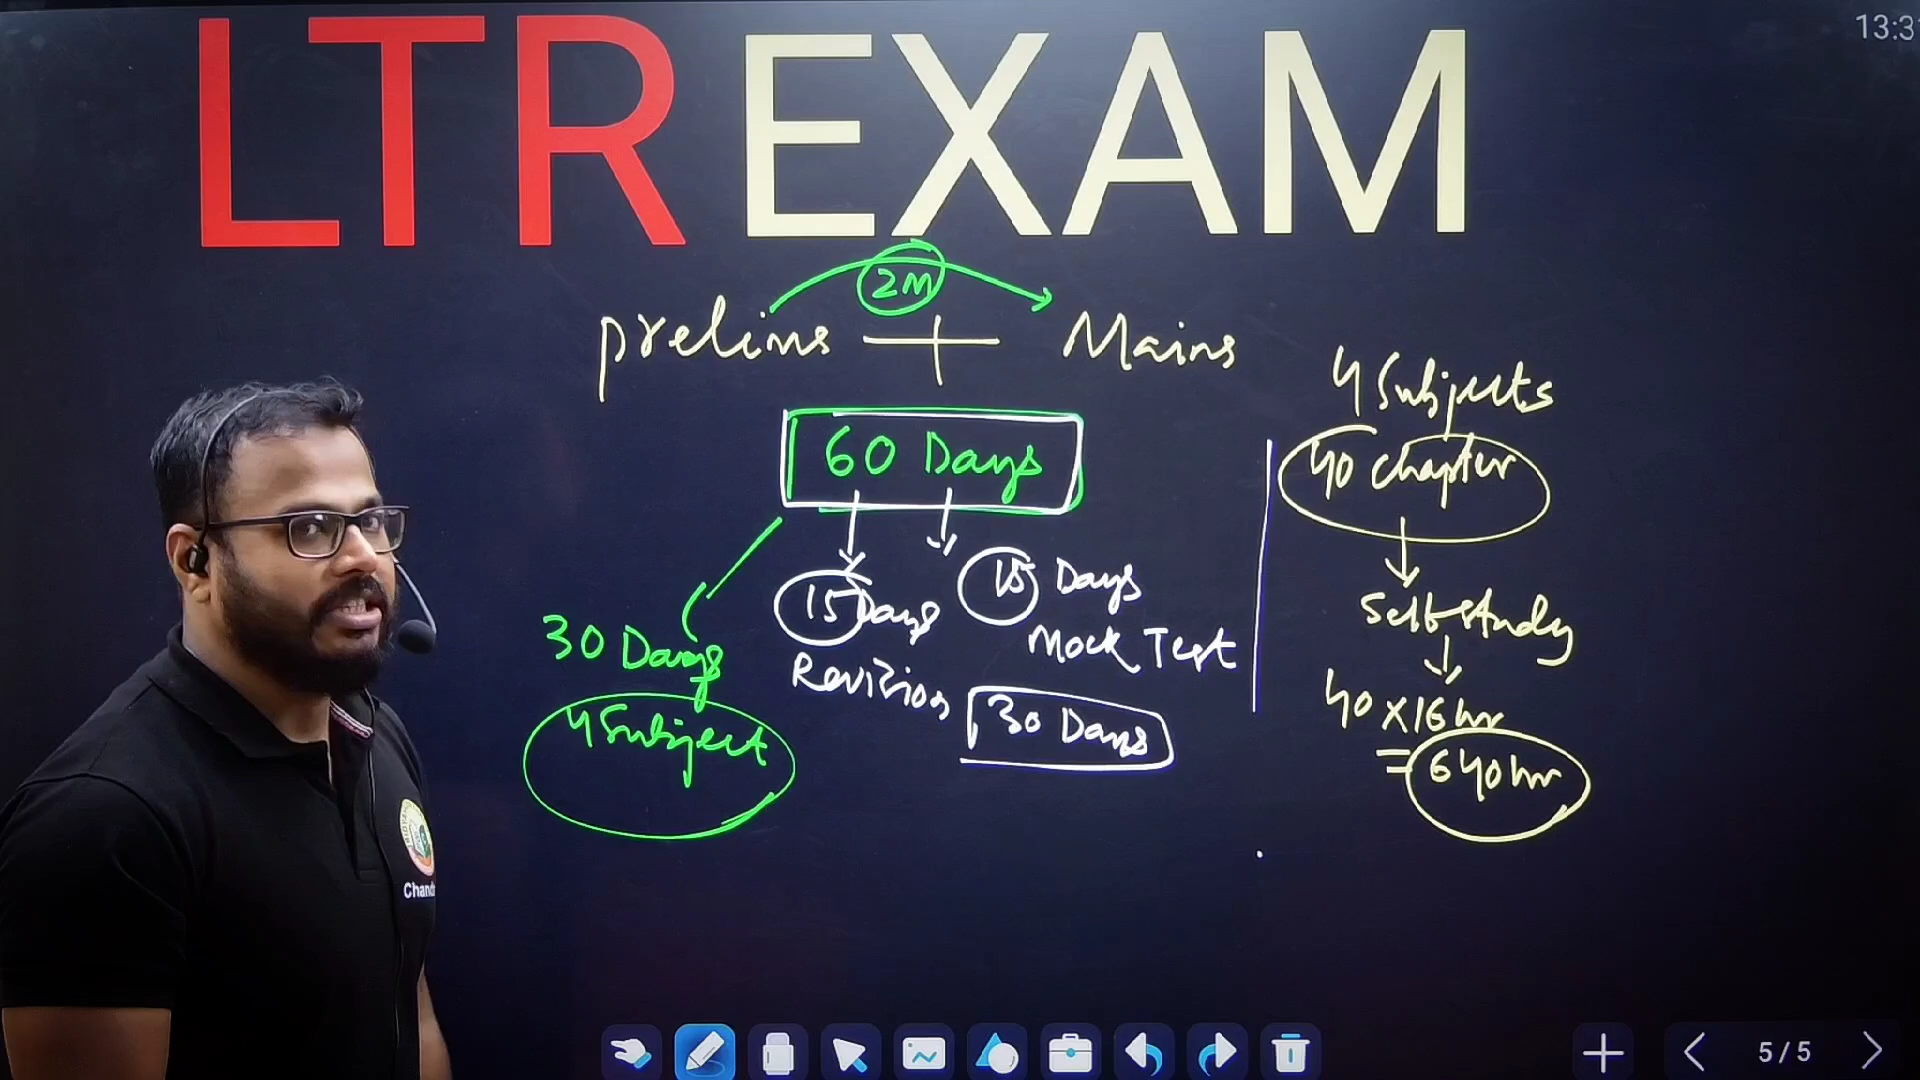 LTR EXAM
13:3
2M
prelims + Mains
4 Subjects
60 Days
40 chapter
15 Days
Revision
15 Days
Mock Test
Self study
30 Days
4 Subject
30 Days
40 X 16 hr
= 640 hr
Chand
5/5